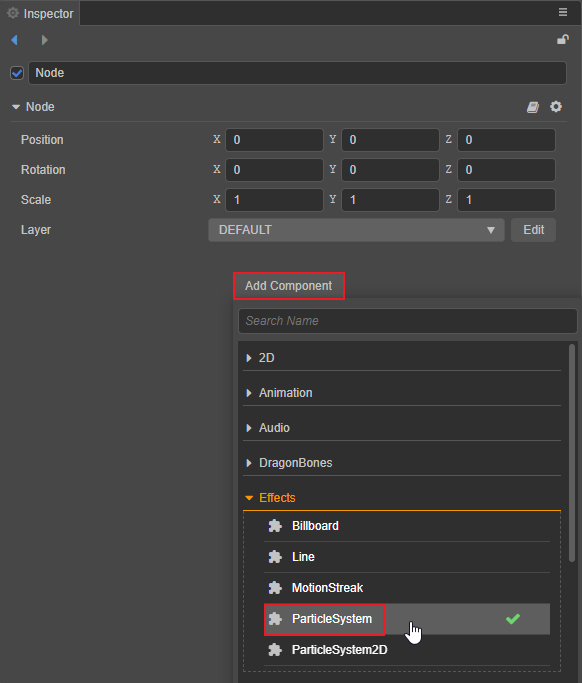 Inspector
Node
Node
Position X 0 Y 0 Z 0
Rotation X 0 Y 0 Z 0
Scale X 1 Y 1 Z 1
Layer DEFAULT Edit
Add Component
Search Name
2D
Animation
Audio
DragonBones
Effects
Billboard
Line
MotionStreak
ParticleSystem
ParticleSystem2D